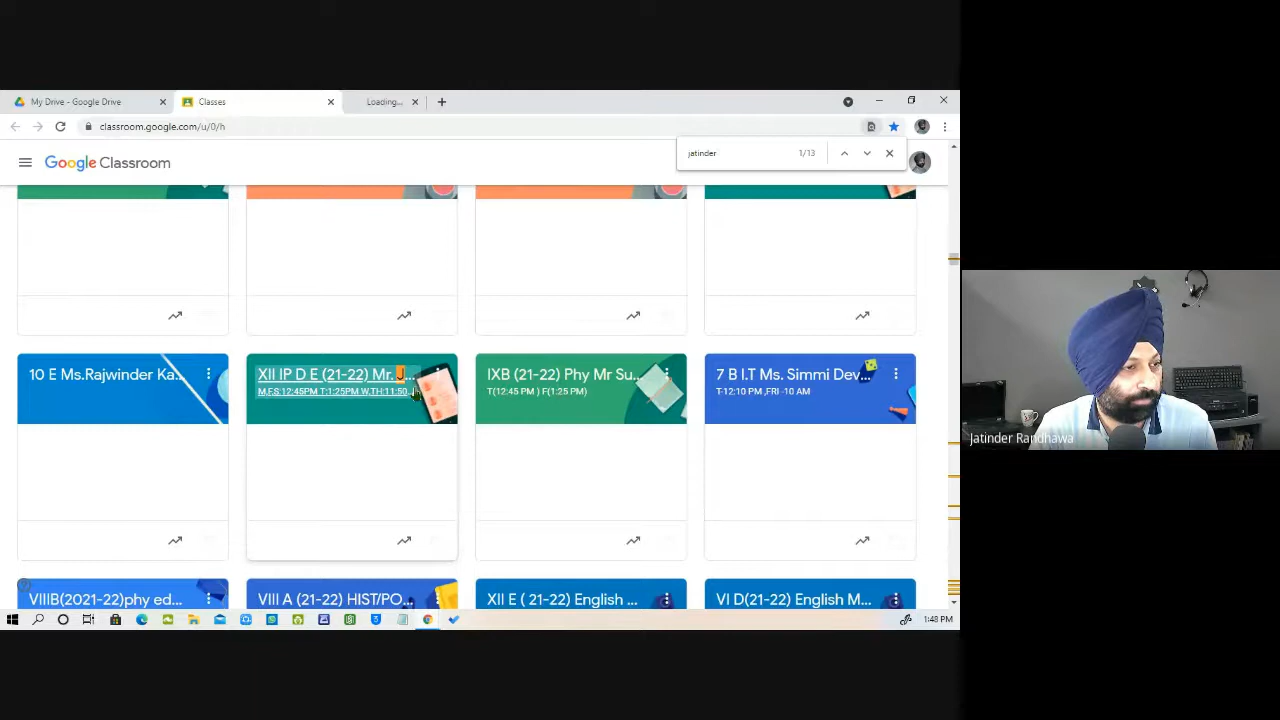 My Drive - Google Drive
Classes
Loading...
classroom.google.com/u/0/h
jatinder
1/13
Google Classroom
10 E Ms.Rajwinder Ka...
XII IP D E (21-22) Mr. J...
M,F,S:12:45PM T:1:25PM W,TH:11:50...
IXB (21-22) Phy Mr Su...
T(12:45 PM ) F(1:25 PM)
7 B I.T Ms. Simmi Dev...
T-12:10 PM ,FRI -10 AM
VIIIB(2021-22)phy ed...
VIII A (21-22) HIST/PO...
XII E ( 21-22) English ...
VI D(21-22) English M...
1:48 PM
Jatinder Randhawa